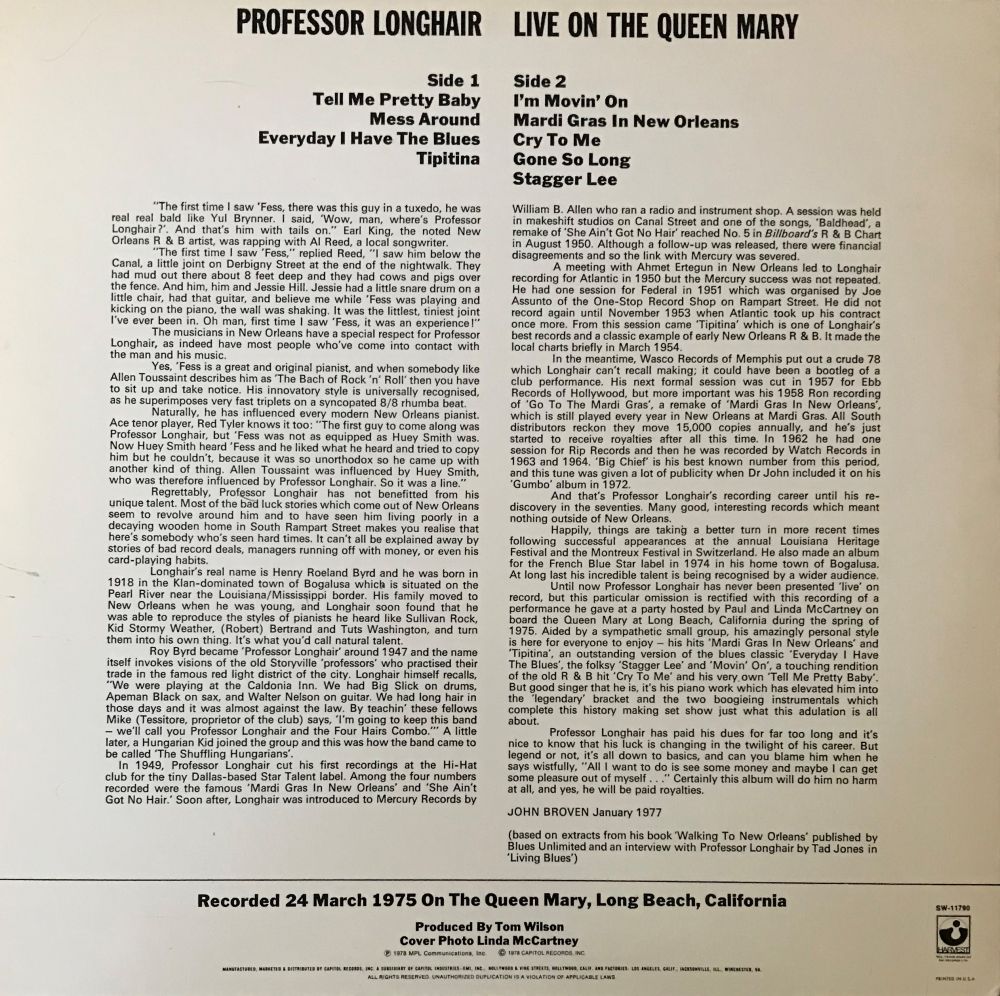 PROFESSOR LONGHAIR LIVE ON THE QUEEN MARY
Side 1
Tell Me Pretty Baby
Mess Around
Everyday I Have The Blues
Tipitina
Side 2
I'm Movin' On
Mardi Gras In New Orleans
Cry To Me
Gone So Long
Stagger Lee
"The first time I saw 'Fess, there was this guy in a tuxedo, he was
real real bald like Yul Brynner. I said, 'Wow, man, where's Professor
Longhair?'. And that's him with tails on." Earl King, the noted New
Orleans R & B artist, was rapping with Al Reed, a local songwriter.
"The first time I saw 'Fess," replied Reed, "I saw him below the
Canal, a little joint on Derbigny Street at the end of the nightwalk. They
had mud out there about 8 feet deep and they had cows and pigs over
the fence. And him, him and Jessie Hill. Jessie had a little snare drum on a
little chair, had that guitar, and believe me while 'Fess was playing and
kicking on the piano, the wall was shaking. It was the littlest, tiniest joint
I've ever been in. Oh man, first time I saw 'Fess, it was an experience!"
The musicians in New Orleans have a special respect for Professor
Longhair, as indeed have most people who've come into contact with
the man and his music.
Yes, 'Fess is a great and original pianist, and when somebody like
Allen Toussaint describes him as 'The Bach of Rock 'n' Roll' then you have
to sit up and take notice. His innovatory style is universally recognised,
as he superimposes very fast triplets on a syncopated 8/8 rhumba beat.
Naturally, he has influenced every modern New Orleans pianist.
Ace tenor player, Red Tyler knows it too: "The first guy to come along was
Professor Longhair, but 'Fess was not as equipped as Huey Smith was.
Now Huey Smith heard 'Fess and he liked what he heard and tried to copy
him but he couldn't, because it was so unorthodox so he came up with
another kind of thing. Allen Toussaint was influenced by Huey Smith,
who was therefore influenced by Professor Longhair. So it was a line."
Regrettably, Professor Longhair has not benefitted from his
unique talent. Most of the bad luck stories which come out of New Orleans
seem to revolve around him and to have seen him living poorly in a
decaying wooden home in South Rampart Street makes you realise that
here's somebody who's seen hard times. It can't all be explained away by
stories of bad record deals, managers running off with money, or even his
card-playing habits.
Longhair's real name is Henry Roeland Byrd and he was born in
1918 in the Klan-dominated town of Bogalusa which is situated on the
Pearl River near the Louisiana/Mississippi border. His family moved to
New Orleans when he was young, and Longhair soon found that he
was able to reproduce the styles of pianists he heard like Sullivan Rock,
Kid Stormy Weather, (Robert) Bertrand and Tuts Washington, and turn
them into his own thing. It's what you'd call natural talent.
Roy Byrd became 'Professor Longhair' around 1947 and the name
itself invokes visions of the old Storyville 'professors' who practised their
trade in the famous red light district of the city. Longhair himself recalls,
"We were playing at the Caldonia Inn. We had Big Slick on drums,
Apeman Black on sax, and Walter Nelson on guitar. We had long hair in
those days and it was almost against the law. By teachin' these fellows
Mike (Tessitore, proprietor of the club) says, 'I'm going to keep this band
– we'll call you Professor Longhair and the Four Hairs Combo.'" A little
later, a Hungarian Kid joined the group and this was how the band came to
be called 'The Shuffling Hungarians'.
In 1949, Professor Longhair cut his first recordings at the Hi-Hat
club for the tiny Dallas-based Star Talent label. Among the four numbers
recorded were the famous 'Mardi Gras In New Orleans' and 'She Ain't
Got No Hair.' Soon after, Longhair was introduced to Mercury Records by
William B. Allen who ran a radio and instrument shop. A session was held
in makeshift studios on Canal Street and one of the songs, 'Baldhead', a
remake of 'She Ain't Got No Hair' reached No. 5 in Billboard's R & B Chart
in August 1950. Although a follow-up was released, there were financial
disagreements and so the link with Mercury was severed.
A meeting with Ahmet Ertegun in New Orleans led to Longhair
recording for Atlantic in 1950 but the Mercury success was not repeated.
He had one session for Federal in 1951 which was organised by Joe
Assunto of the One-Stop Record Shop on Rampart Street. He did not
record again until November 1953 when Atlantic took up his contract
once more. From this session came 'Tipitina' which is one of Longhair's
best records and a classic example of early New Orleans R & B. It made the
local charts briefly in March 1954.
In the meantime, Wasco Records of Memphis put out a crude 78
which Longhair can't recall making; it could have been a bootleg of a
club performance. His next formal session was cut in 1957 for Ebb
Records of Hollywood, but more important was his 1958 Ron recording
of 'Go To The Mardi Gras', a remake of 'Mardi Gras In New Orleans',
which is still played every year in New Orleans at Mardi Gras. All South
distributors reckon they move 15,000 copies annually, and he's just
started to receive royalties after all this time. In 1962 he had one
session for Rip Records and then he was recorded by Watch Records in
1963 and 1964. 'Big Chief' is his best known number from this period,
and this tune was given a lot of publicity when Dr John included it on his
'Gumbo' album in 1972.
And that's Professor Longhair's recording career until his re-
discovery in the seventies. Many good, interesting records which meant
nothing outside of New Orleans.
Happily, things are taking a better turn in more recent times
following successful appearances at the annual Louisiana Heritage
Festival and the Montreux Festival in Switzerland. He also made an album
for the French Blue Star label in 1974 in his home town of Bogalusa.
At long last his incredible talent is being recognised by a wider audience.
Until now Professor Longhair has never been presented 'live' on
record, but this particular omission is rectified with this recording of a
performance he gave at a party hosted by Paul and Linda McCartney on
board the Queen Mary at Long Beach, California during the spring of
1975. Aided by a sympathetic small group, his amazingly personal style
is here for everyone to enjoy – his hits 'Mardi Gras In New Orleans' and
'Tipitina', an outstanding version of the blues classic 'Everyday I Have
The Blues', the folksy 'Stagger Lee' and 'Movin' On', a touching rendition
of the old R & B hit 'Cry To Me' and his very own 'Tell Me Pretty Baby'.
But good singer that he is, it's his piano work which has elevated him into
the 'legendary' bracket and the two boogieing instrumentals which
complete this history making set show just what this adulation is all
about.
Professor Longhair has paid his dues for far too long and it's
nice to know that his luck is changing in the twilight of his career. But
legend or not, it's all down to basics, and can you blame him when he
says wistfully, "All I want to do is see some money and maybe I can get
some pleasure out of myself . . ." Certainly this album will do him no harm
at all, and yes, he will be paid royalties.
JOHN BROVEN January 1977
(based on extracts from his book 'Walking To New Orleans' published by
Blues Unlimited and an interview with Professor Longhair by Tad Jones in
'Living Blues')
Recorded 24 March 1975 On The Queen Mary, Long Beach, California
Produced By Tom Wilson
Cover Photo Linda McCartney
℗ 1978 MPL Communications, Inc. © 1978 CAPITOL RECORDS, INC.
MANUFACTURED, MARKETED & DISTRIBUTED BY CAPITOL RECORDS, INC. A SUBSIDIARY OF CAPITOL INDUSTRIES-EMI, INC., HOLLYWOOD & VINE STREETS, HOLLYWOOD, CALIF. AND FACTORIES: LOS ANGELES, CALIF., JACKSONVILLE, ILL., WINCHESTER, VA.
ALL RIGHTS RESERVED. UNAUTHORIZED DUPLICATION IS A VIOLATION OF APPLICABLE LAWS
SW-11790
HARVEST
PRINTED IN U.S.A